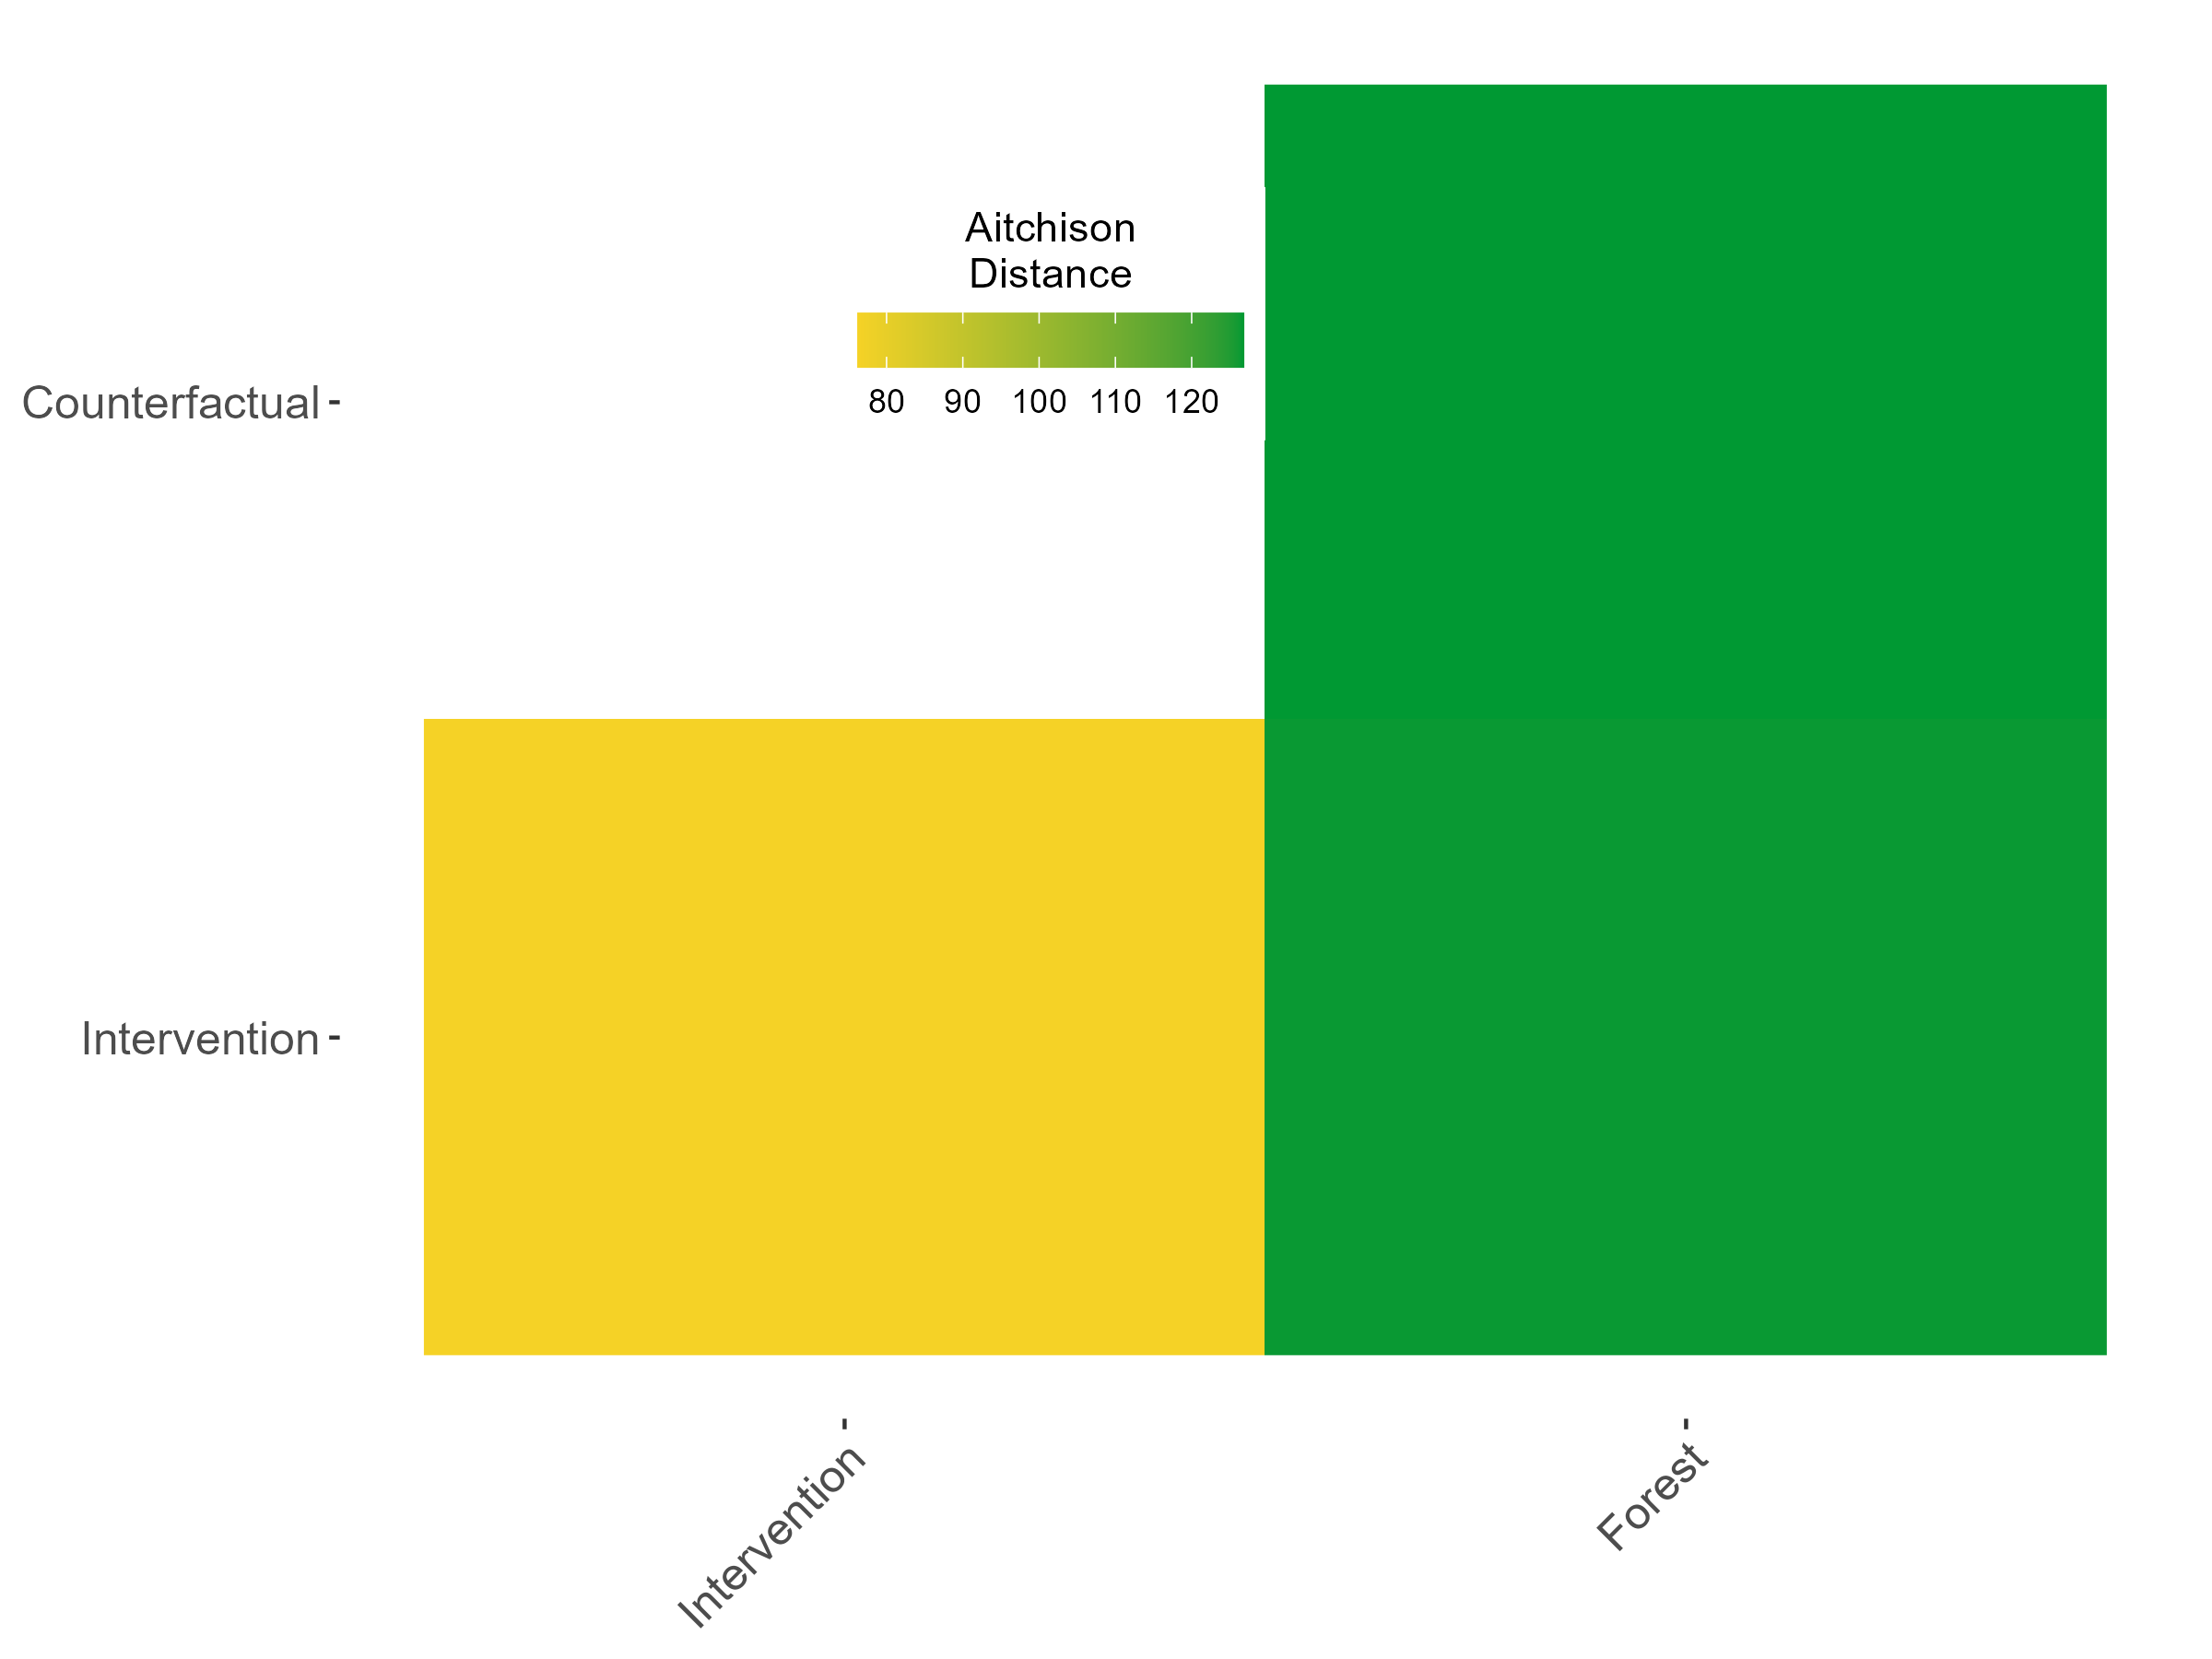 Aitchison
Distance
80 90 100 110 120
Counterfactual
Intervention
Intervention
Forest